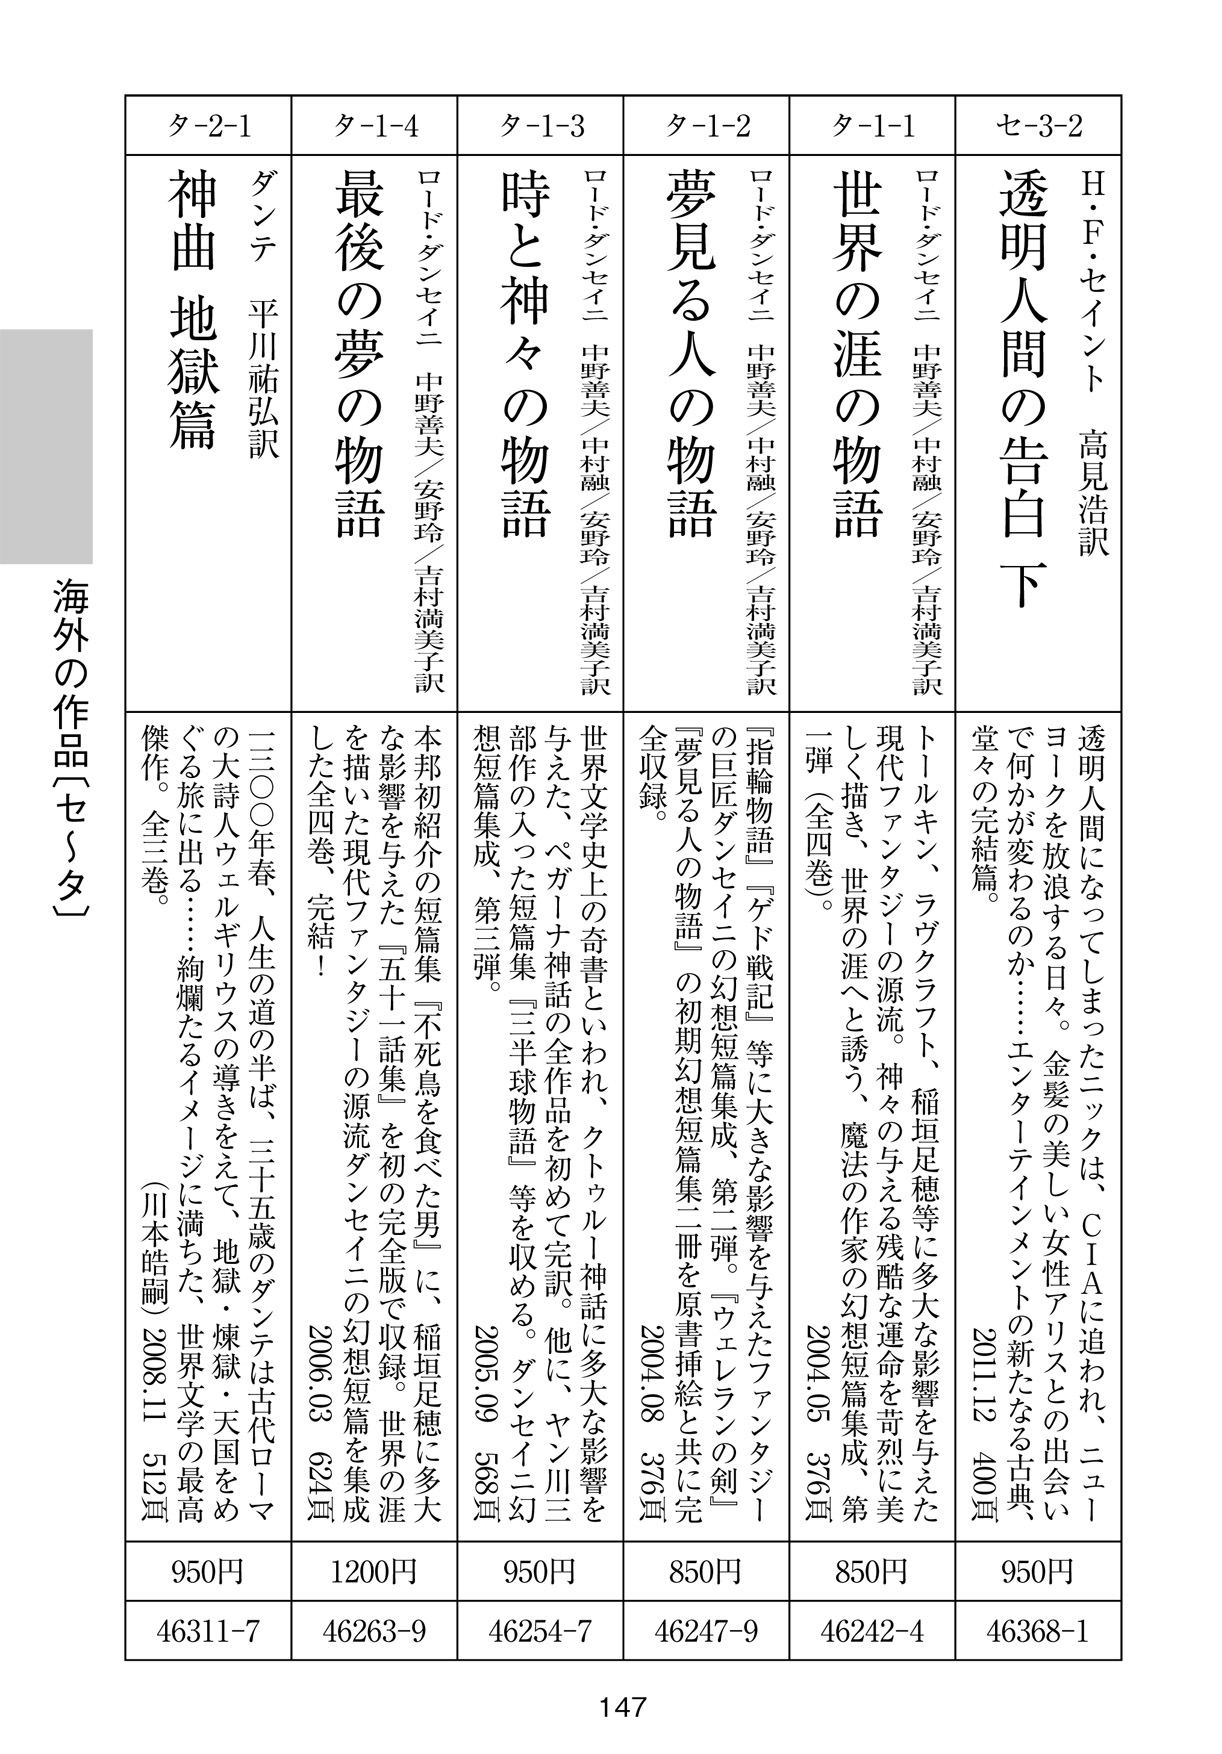 セ-3-2
H・F・セイント 高見浩訳
透明人間の告白 下
透明人間になってしまったニックは、CIAに追われ、ニュー
ヨークを放浪する日々。金髪の美しい女性アリスとの出会い
で何かが変わるのか……エンターテインメントの新たなる古典、
堂々の完結篇。
2011.12 400頁
950円
46368-1
タ-1-1
ロード・ダンセイニ 中野善夫／中村融／安野玲／吉村満美子訳
世界の涯の物語
トールキン、ラヴクラフト、稲垣足穂等に多大な影響を与えた
現代ファンタジーの源流。神々の与える残酷な運命を苛烈に美
しく描き、世界の涯へと誘う、魔法の作家の幻想短篇集成、第
一弾（全四巻）。
2004.05 376頁
850円
46242-4
タ-1-2
ロード・ダンセイニ 中野善夫／中村融／安野玲／吉村満美子訳
夢見る人の物語
『指輪物語』『ゲド戦記』等に大きな影響を与えたファンタジー
の巨匠ダンセイニの幻想短篇集成、第二弾。『ウェレランの剣』
『夢見る人の物語』の初期幻想短篇集二冊を原書挿絵と共に完
全収録。
2004.08 376頁
850円
46247-9
タ-1-3
ロード・ダンセイニ 中野善夫／中村融／安野玲／吉村満美子訳
時と神々の物語
世界文学史上の奇書といわれ、クトゥルー神話に多大な影響を
与えた、ペガーナ神話の全作品を初めて完訳。他に、ヤン川三
部作の入った短篇集『三半球物語』等を収める。ダンセイニ幻
想短篇集成、第三弾。
2005.09 568頁
950円
46254-7
タ-1-4
ロード・ダンセイニ 中野善夫／安野玲／吉村満美子訳
最後の夢の物語
本邦初紹介の短篇集『不死鳥を食べた男』に、稲垣足穂に多大
な影響を与えた『五十一話集』を初の完全版で収録。世界の涯
を描いた現代ファンタジーの源流ダンセイニの幻想短篇を集成
した全四巻、完結！
2006.03 624頁
1200円
46263-9
タ-2-1
ダンテ 平川祐弘訳
神曲 地獄篇
一三〇〇年春、人生の道の半ば、三十五歳のダンテは古代ローマ
の大詩人ウェルギリウスの導きをえて、地獄・煉獄・天国をめ
ぐる旅に出る……絢爛たるイメージに満ちた、世界文学の最高
傑作。全三巻。
（川本皓嗣） 2008.11 512頁
950円
46311-7
海外の作品〔セ～タ〕
147